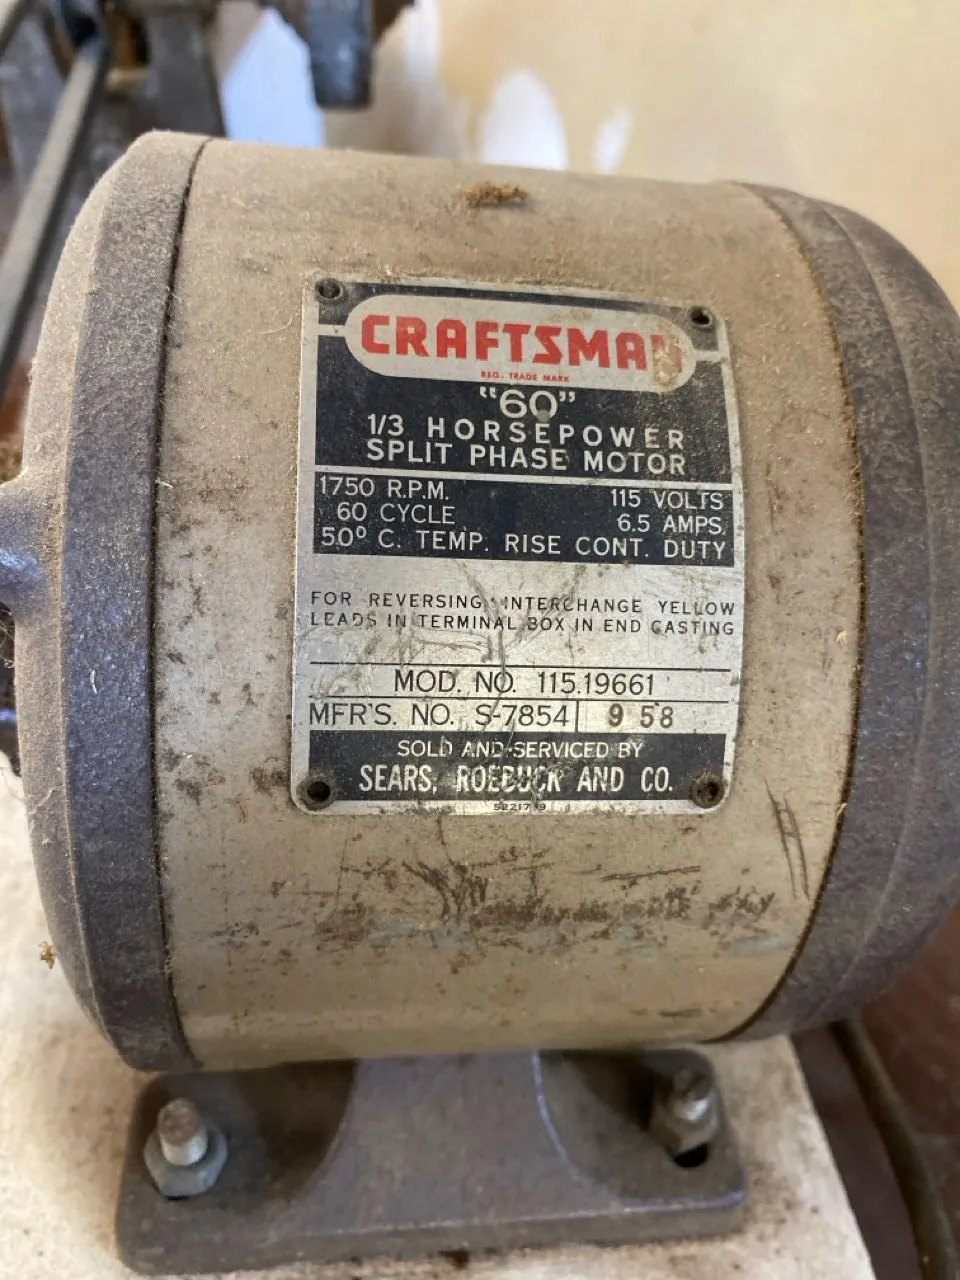 CRAFTSMAN
REG. TRADE MARK
"60"
1/3 HORSEPOWER
SPLIT PHASE MOTOR
1750 R.P.M. 115 VOLTS
60 CYCLE 6.5 AMPS.
50° C. TEMP. RISE CONT. DUTY
FOR REVERSING, INTERCHANGE YELLOW
LEADS IN TERMINAL BOX IN END CASTING
MOD. NO. 115.19661
MFR'S. NO. S-7854 9 58
SOLD AND SERVICED BY
SEARS, ROEBUCK AND CO.